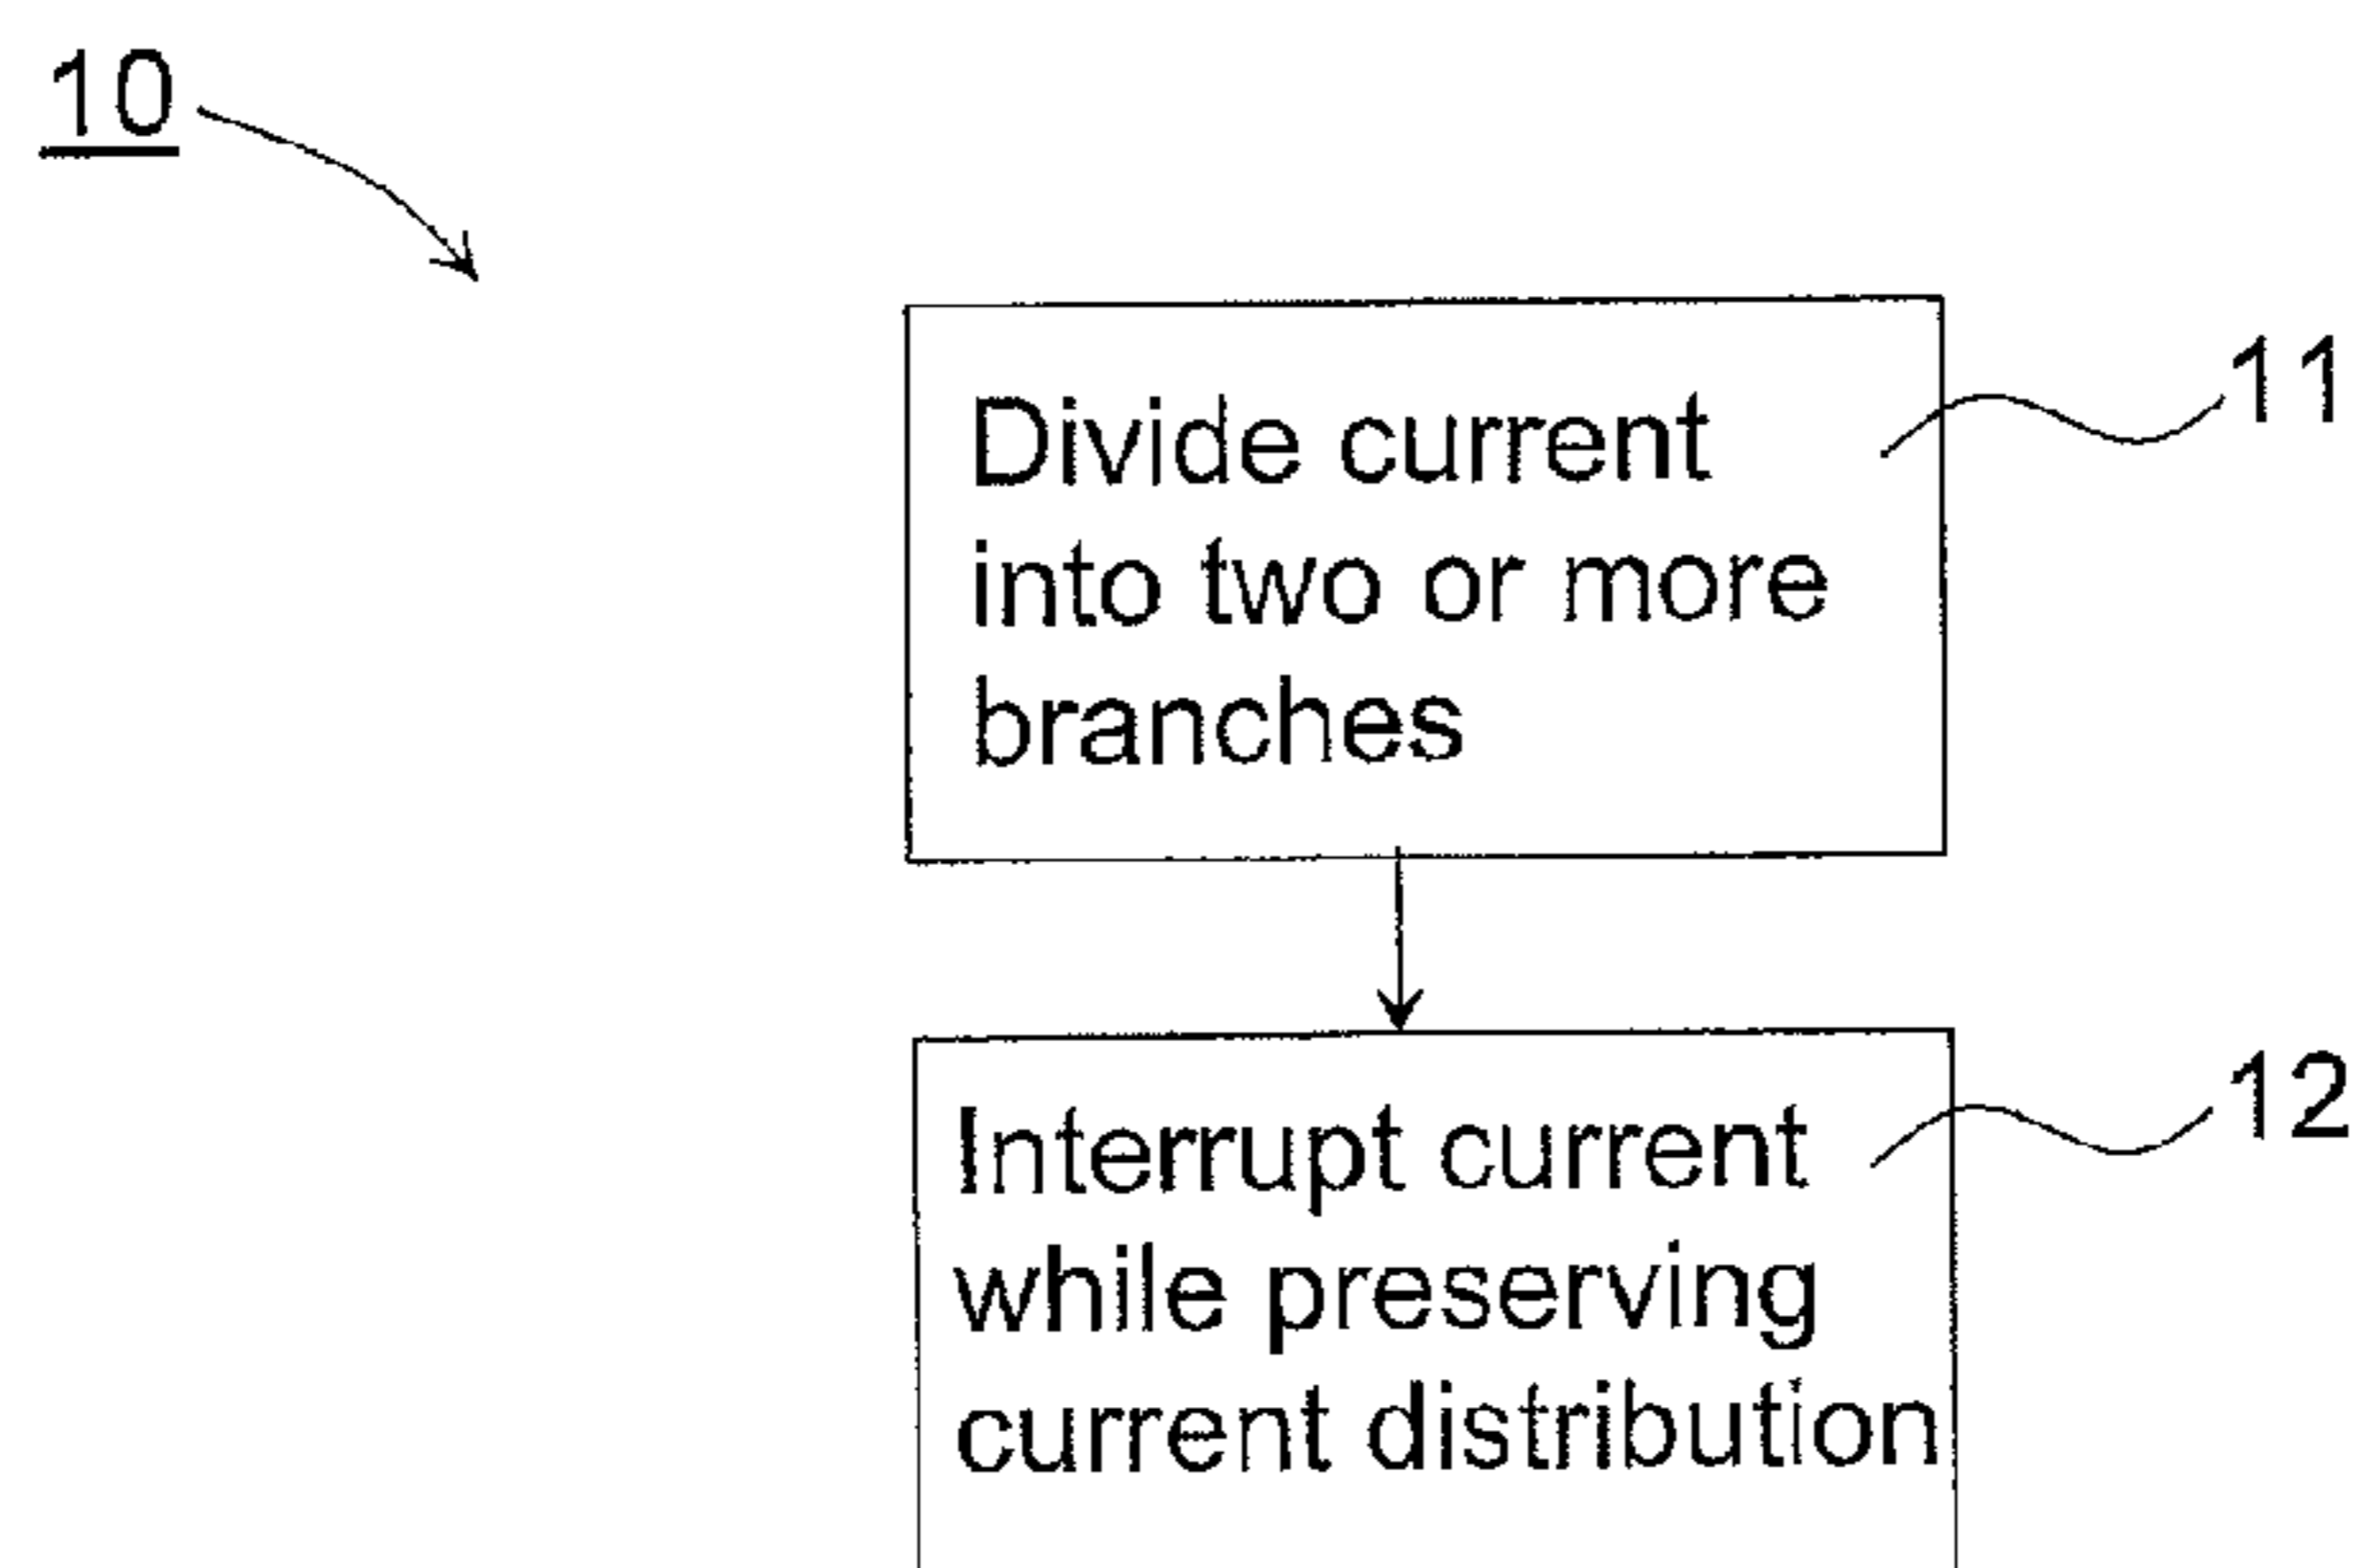 10
11
Divide current
into two or more
branches
12
Interrupt current
while preserving
current distribution